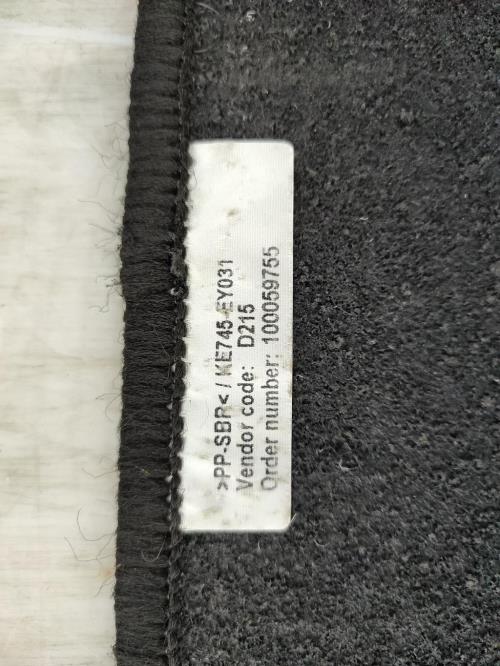 >PP-SBR< / KE745-EY031
Vendor code: D215
Order number: 100059755